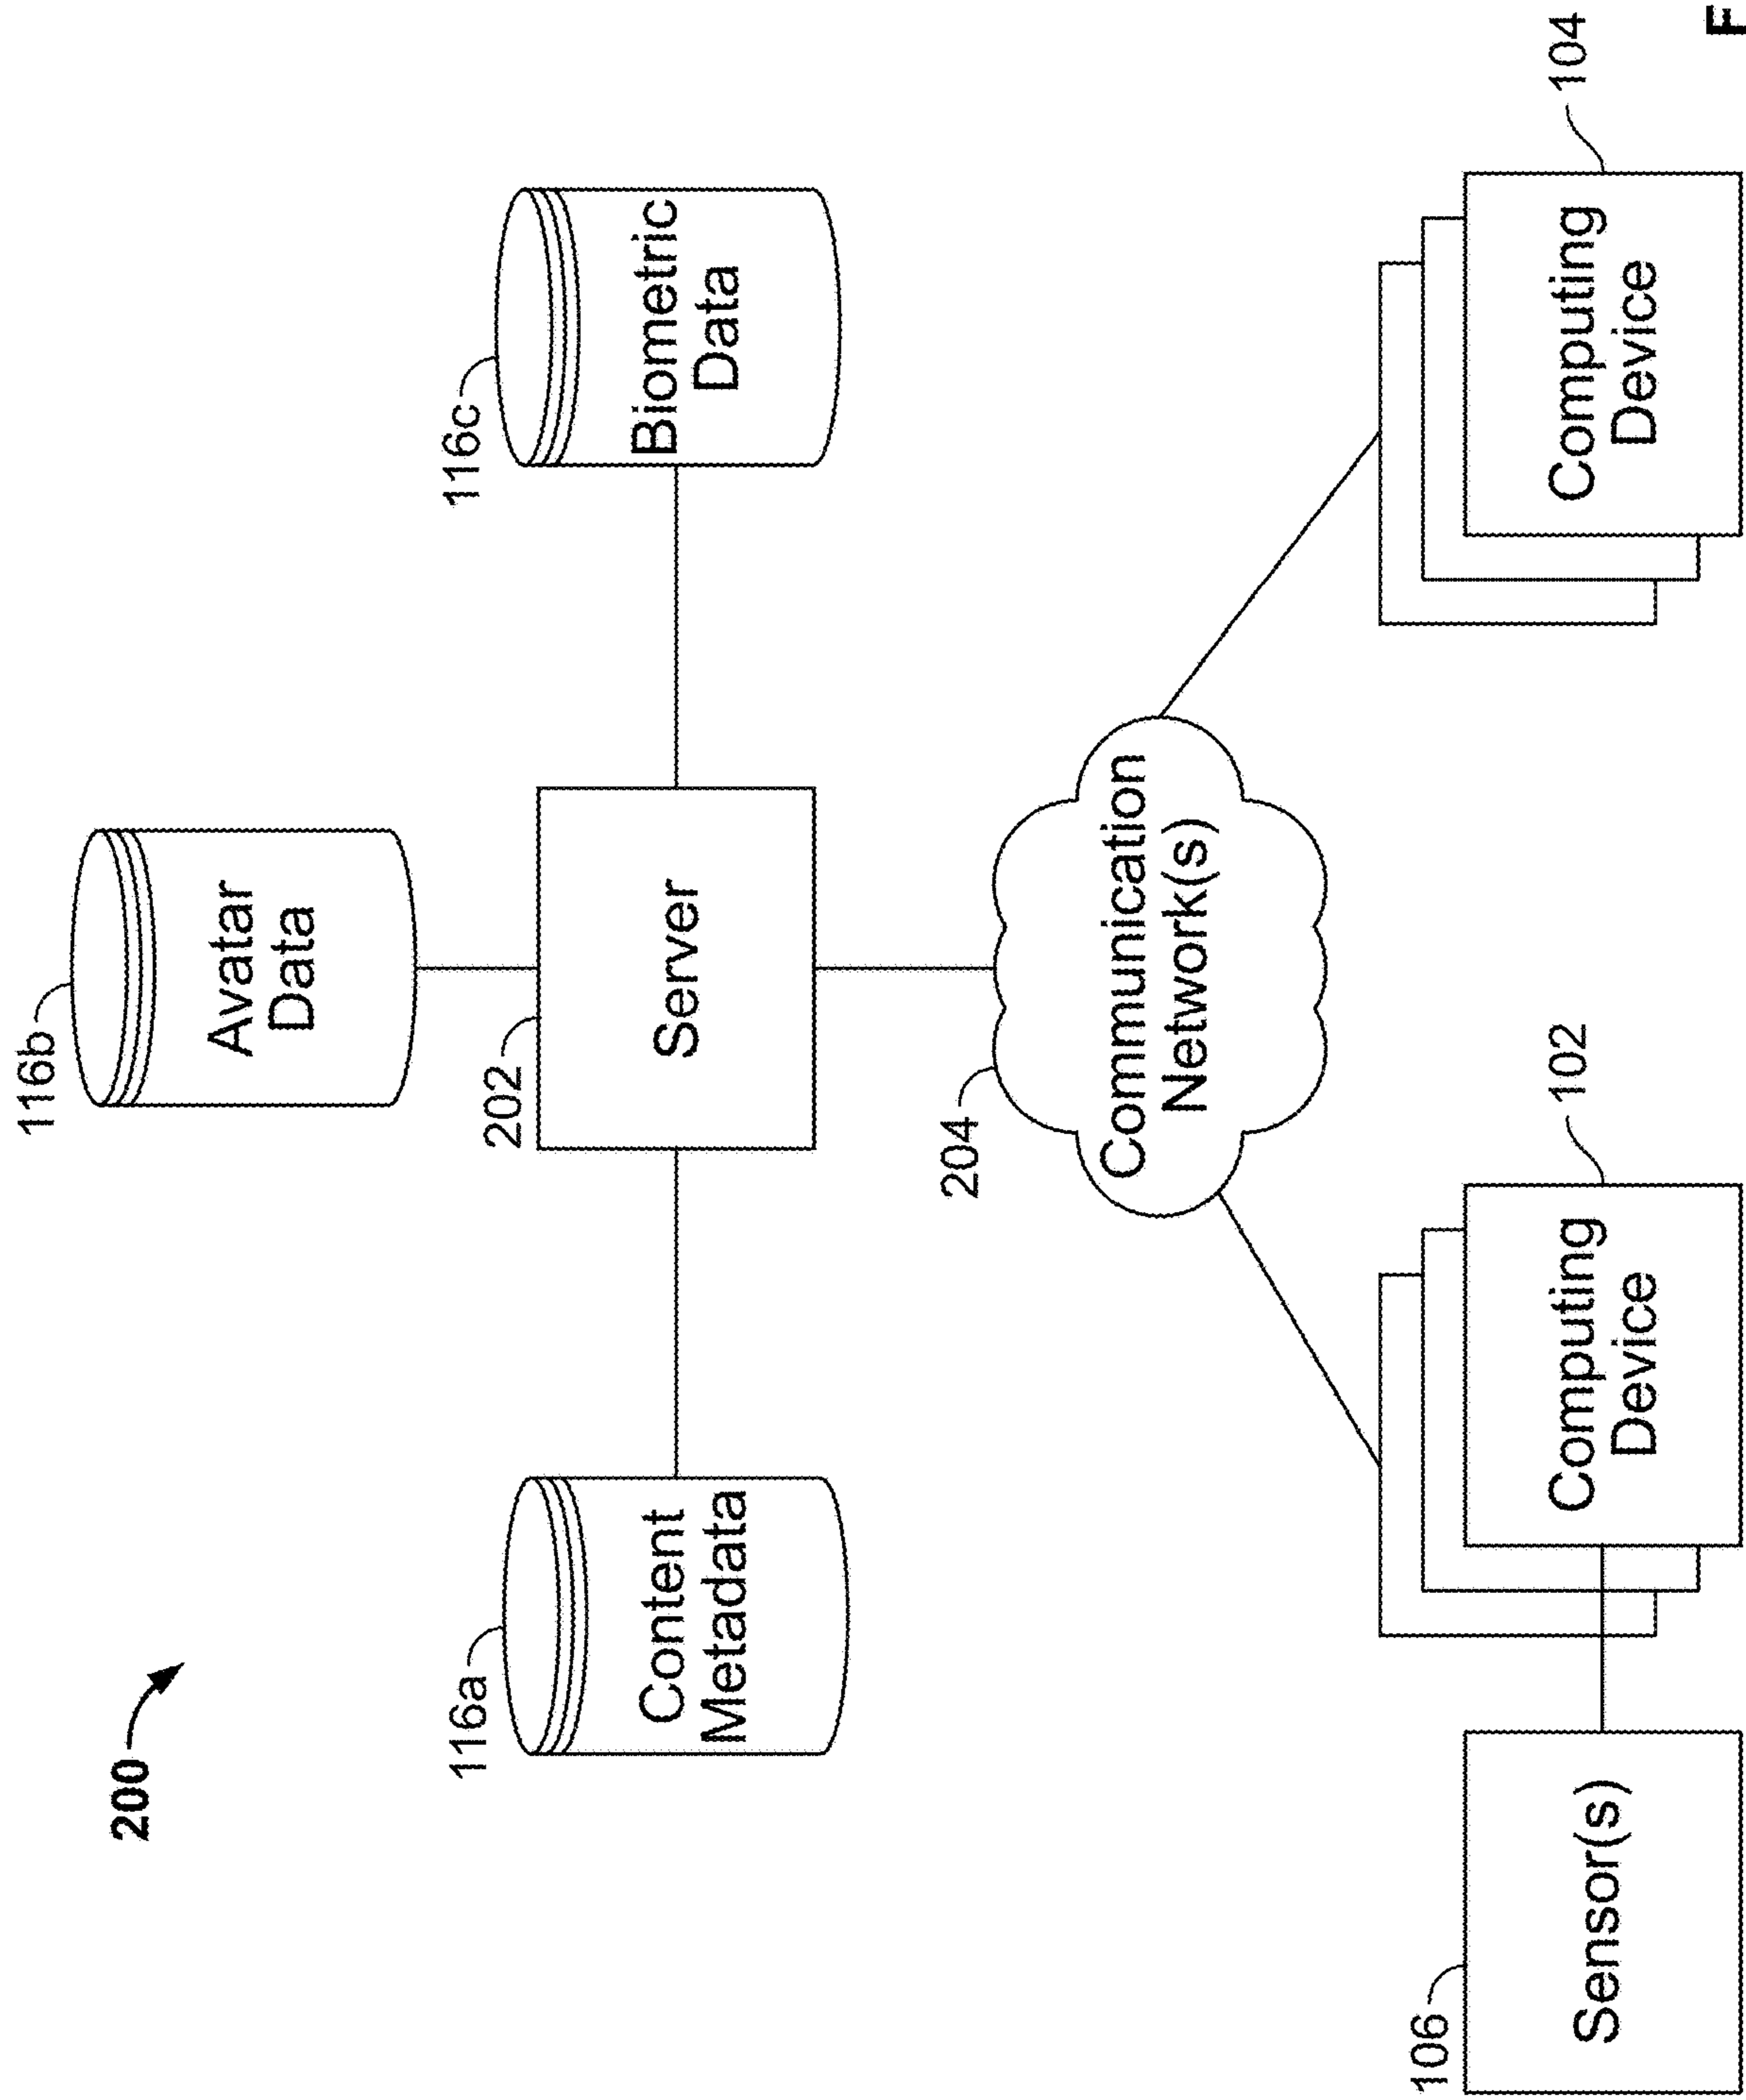 200
116b
Avatar
Data
116a
Content
Metadata
202
Server
116c
Biometric
Data
204
Communication
Network(s)
106
Sensor(s)
102
Computing
Device
104
Computing
Device
F